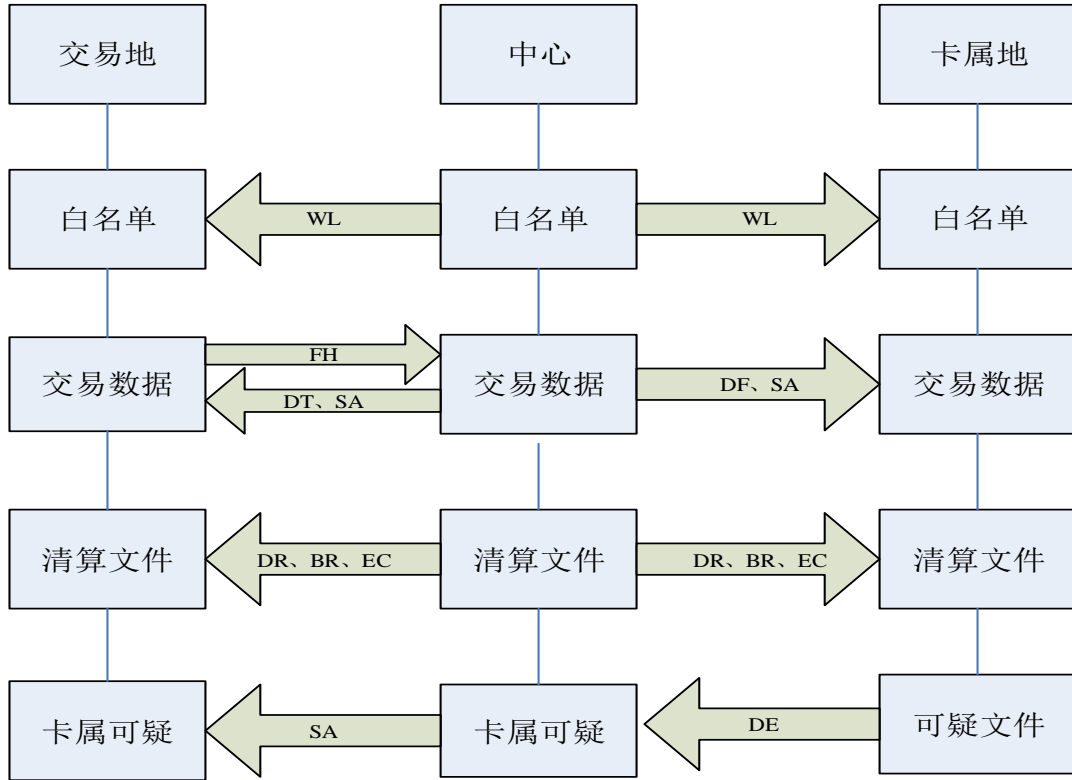 交易地
中心
卡属地
白名单
WL
白名单
WL
白名单
交易数据
FH
DT、SA
交易数据
DF、SA
交易数据
清算文件
DR、BR、EC
清算文件
DR、BR、EC
清算文件
卡属可疑
SA
卡属可疑
DE
可疑文件